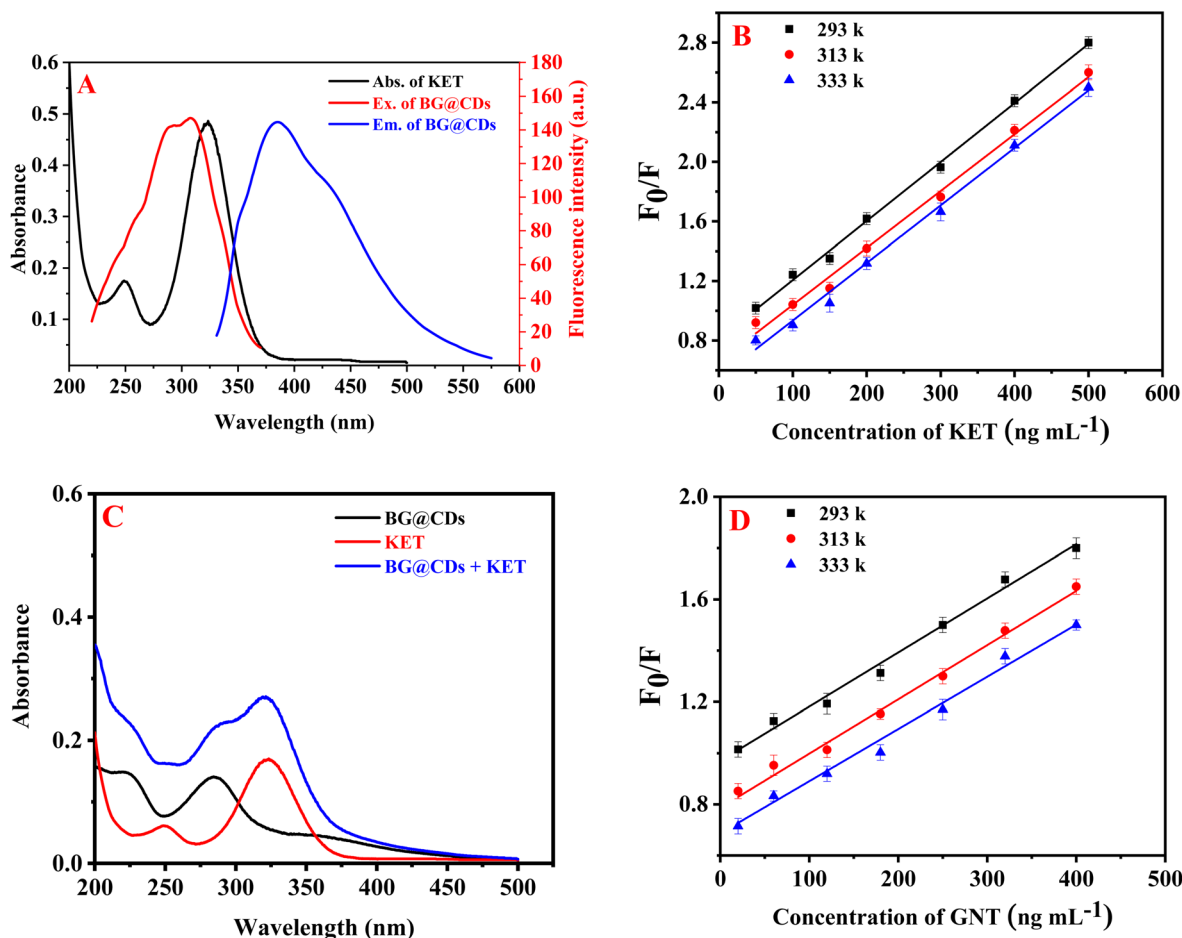 A
Abs. of KET
Ex. of BG@CDs
Em. of BG@CDs
0.6
0.5
0.4
0.3
0.2
0.1
Absorbance
180
160
140
120
100
80
60
40
20
0
Fluorescence intensity (a.u.)
200 250 300 350 400 450 500 550 600
Wavelength (nm)
B
293 k
313 k
333 k
2.8
2.4
2.0
1.6
1.2
0.8
F0/F
0 100 200 300 400 500 600
Concentration of KET (ng mL-1)
C
BG@CDs
KET
BG@CDs + KET
0.6
0.4
0.2
0.0
Absorbance
200 250 300 350 400 450 500
Wavelength (nm)
D
293 k
313 k
333 k
2.0
1.6
1.2
0.8
F0/F
0 100 200 300 400 500
Concentration of GNT (ng mL-1)